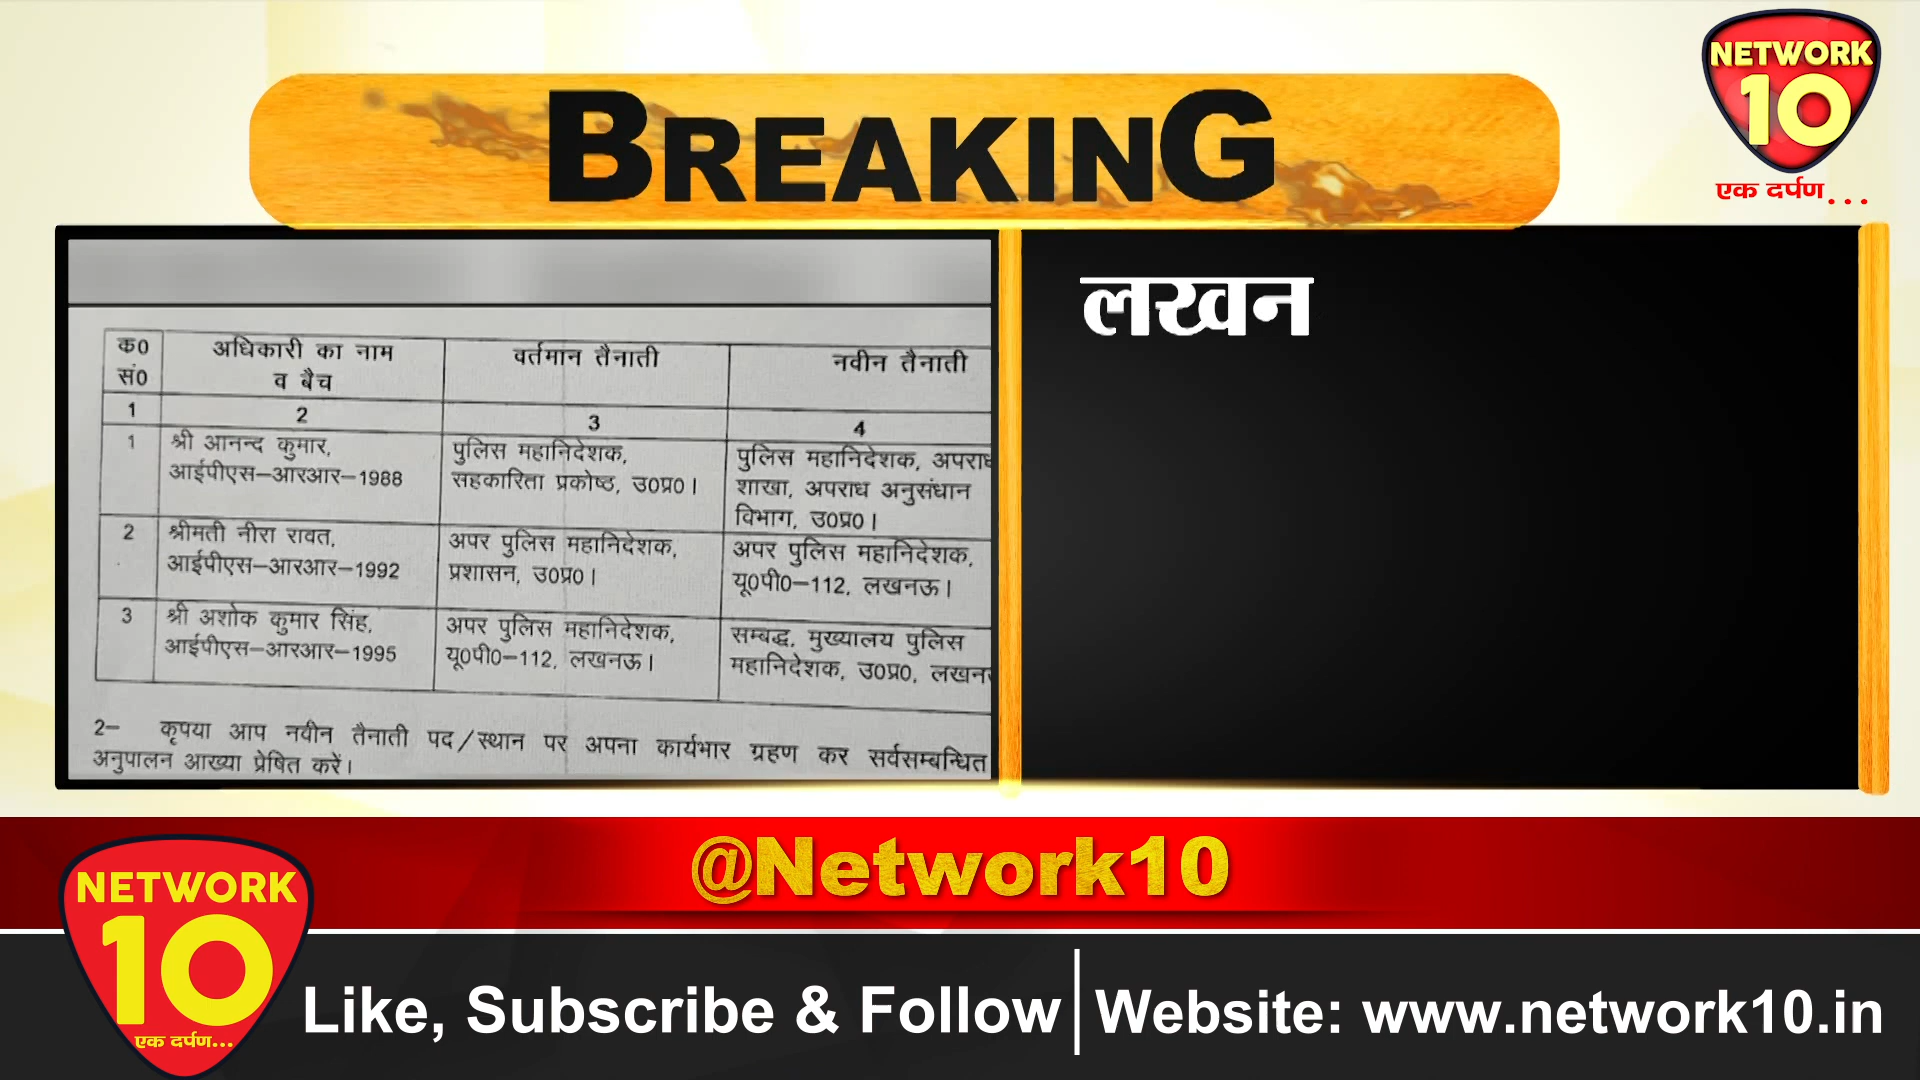 BREAKING
NETWORK
10
एक दर्पण...
क0 सं0
अधिकारी का नाम व बैच
वर्तमान तैनाती
नवीन तैनाती
1
2
3
4
1
श्री आनन्द कुमार,
आईपीएस–आरआर–1988
पुलिस महानिदेशक,
सहकारिता प्रकोष्ठ, उ0प्र0।
पुलिस महानिदेशक, अपराध
शाखा, अपराध अनुसंधान
विभाग, उ0प्र0।
2
श्रीमती नीरा रावत,
आईपीएस–आरआर–1992
अपर पुलिस महानिदेशक,
प्रशासन, उ0प्र0।
अपर पुलिस महानिदेशक,
यू0पी0–112, लखनऊ।
3
श्री अशोक कुमार सिंह,
आईपीएस–आरआर–1995
अपर पुलिस महानिदेशक,
यू0पी0–112, लखनऊ।
सम्बद्ध, मुख्यालय पुलिस
महानिदेशक, उ0प्र0, लखन
2– कृपया आप नवीन तैनाती पद/स्थान पर अपना कार्यभार ग्रहण कर सर्वसम्बन्धित
अनुपालन आख्या प्रेषित करें।
लखन
@Network10
NETWORK
10
एक दर्पण...
Like, Subscribe & Follow
Website: www.network10.in